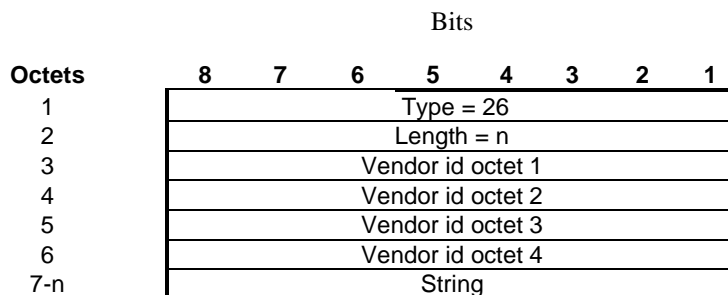 Bits
Octets 8 7 6 5 4 3 2 1
1 Type = 26
2 Length = n
3 Vendor id octet 1
4 Vendor id octet 2
5 Vendor id octet 3
6 Vendor id octet 4
7-n String